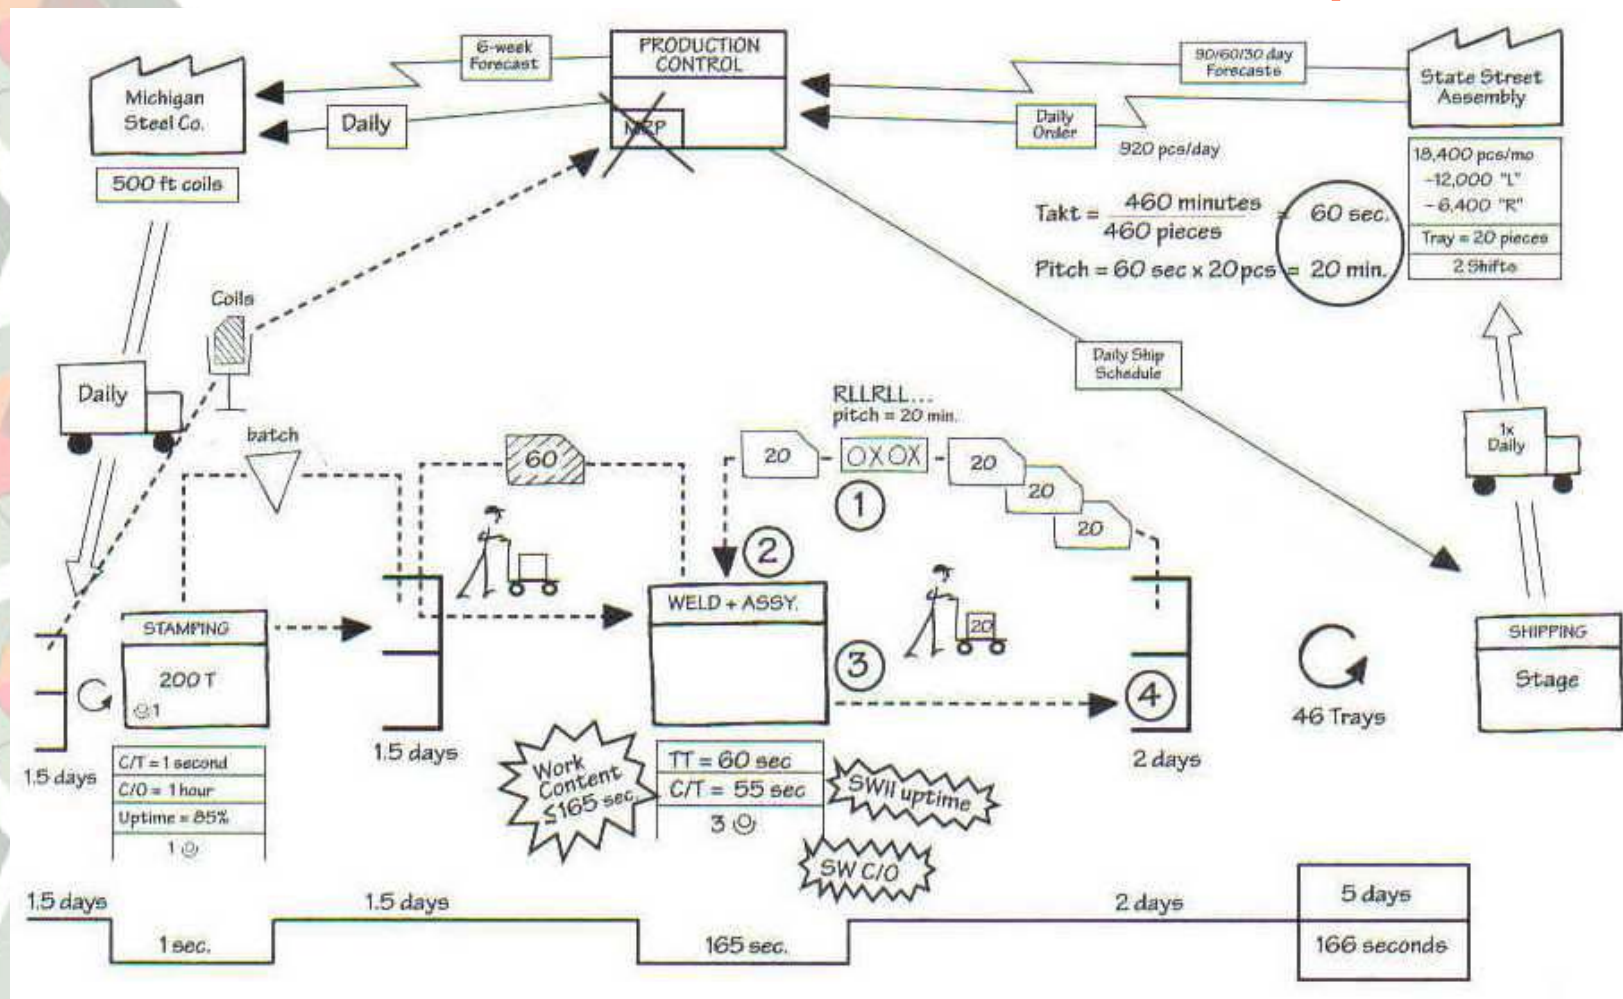 6-week
Forecast
PRODUCTION
CONTROL
MRP
90/60/30 day
Forecasts
State Street
Assembly
Michigan
Steel Co.
Daily
Daily
Order
920 pcs/day
500 ft coils
18,400 pcs/mo
-12,000 "L"
-6,400 "R"
Tray = 20 pieces
2 Shifts
Takt = 460 minutes = 60 sec.
460 pieces
Pitch = 60 sec x 20 pcs = 20 min.
Coils
Daily
Daily Ship
Schedule
RLLRLL...
pitch = 20 min.
1x
Daily
batch
60
20
OXOX
20
20
20
1
2
STAMPING
200 T
1
WELD + ASSY.
3
20
4
46 Trays
SHIPPING
Stage
1.5 days
1.5 days
2 days
C/T = 1 second
C/O = 1 hour
Uptime = 85%
1
Work
Content
≤165 sec.
TT = 60 sec
C/T = 55 sec
3
SWii uptime
SW C/O
1.5 days
1 sec.
1.5 days
165 sec.
2 days
5 days
166 seconds